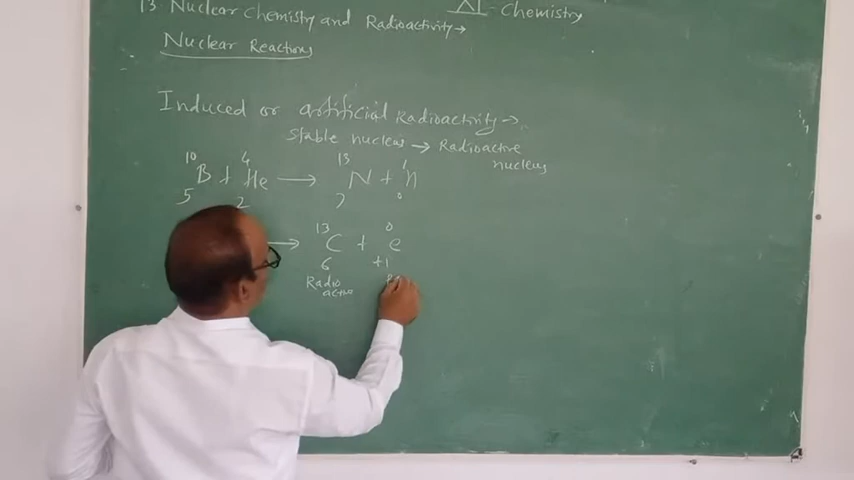 XI - Chemistry
13 Nuclear Chemistry and Radioactivity →
Nuclear Reactions
Induced or artificial Radioactivity →
stable nucleus → Radioactive
nucleus
10 4 13 1
B + He → N + n
5 2 7 0
13 0
→ C + e
6 +1
Radio
active